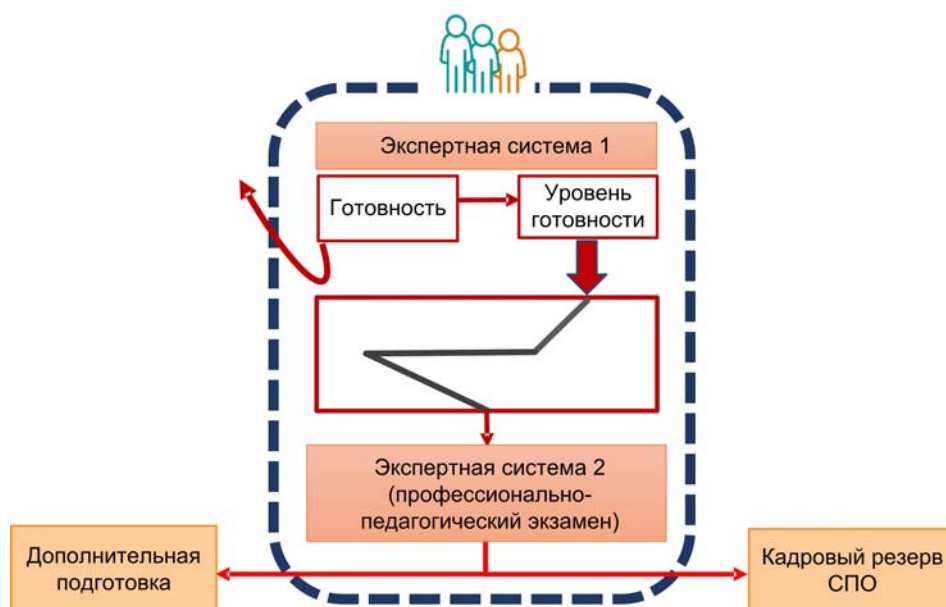 Экспертная система 1
Готовность
Уровень
готовности
Экспертная система 2
(профессионально-
педагогический экзамен)
Дополнительная
подготовка
Кадровый резерв
СПО